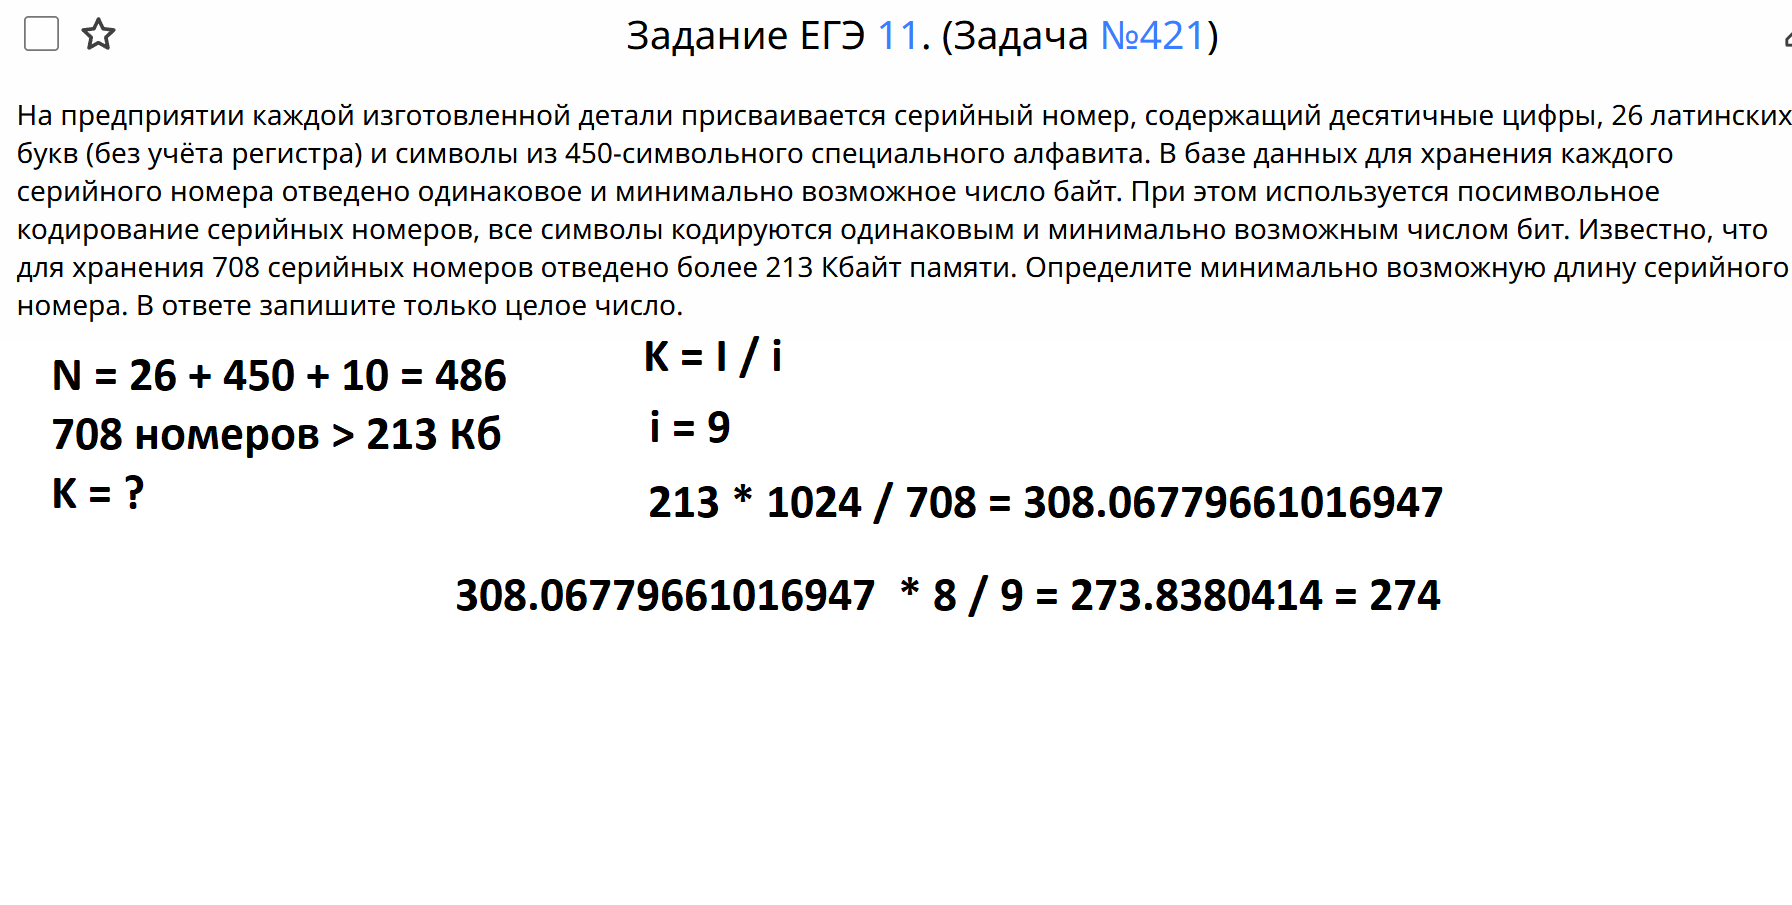 Задание ЕГЭ 11. (Задача №421)
На предприятии каждой изготовленной детали присваивается серийный номер, содержащий десятичные цифры, 26 латинских
букв (без учёта регистра) и символы из 450-символьного специального алфавита. В базе данных для хранения каждого
серийного номера отведено одинаковое и минимально возможное число байт. При этом используется посимвольное
кодирование серийных номеров, все символы кодируются одинаковым и минимально возможным числом бит. Известно, что
для хранения 708 серийных номеров отведено более 213 Кбайт памяти. Определите минимально возможную длину серийного
номера. В ответе запишите только целое число.
N = 26 + 450 + 10 = 486
708 номеров > 213 Кб
K = ?
K = I / i
i = 9
213 * 1024 / 708 = 308.06779661016947
308.06779661016947 * 8 / 9 = 273.8380414 = 274